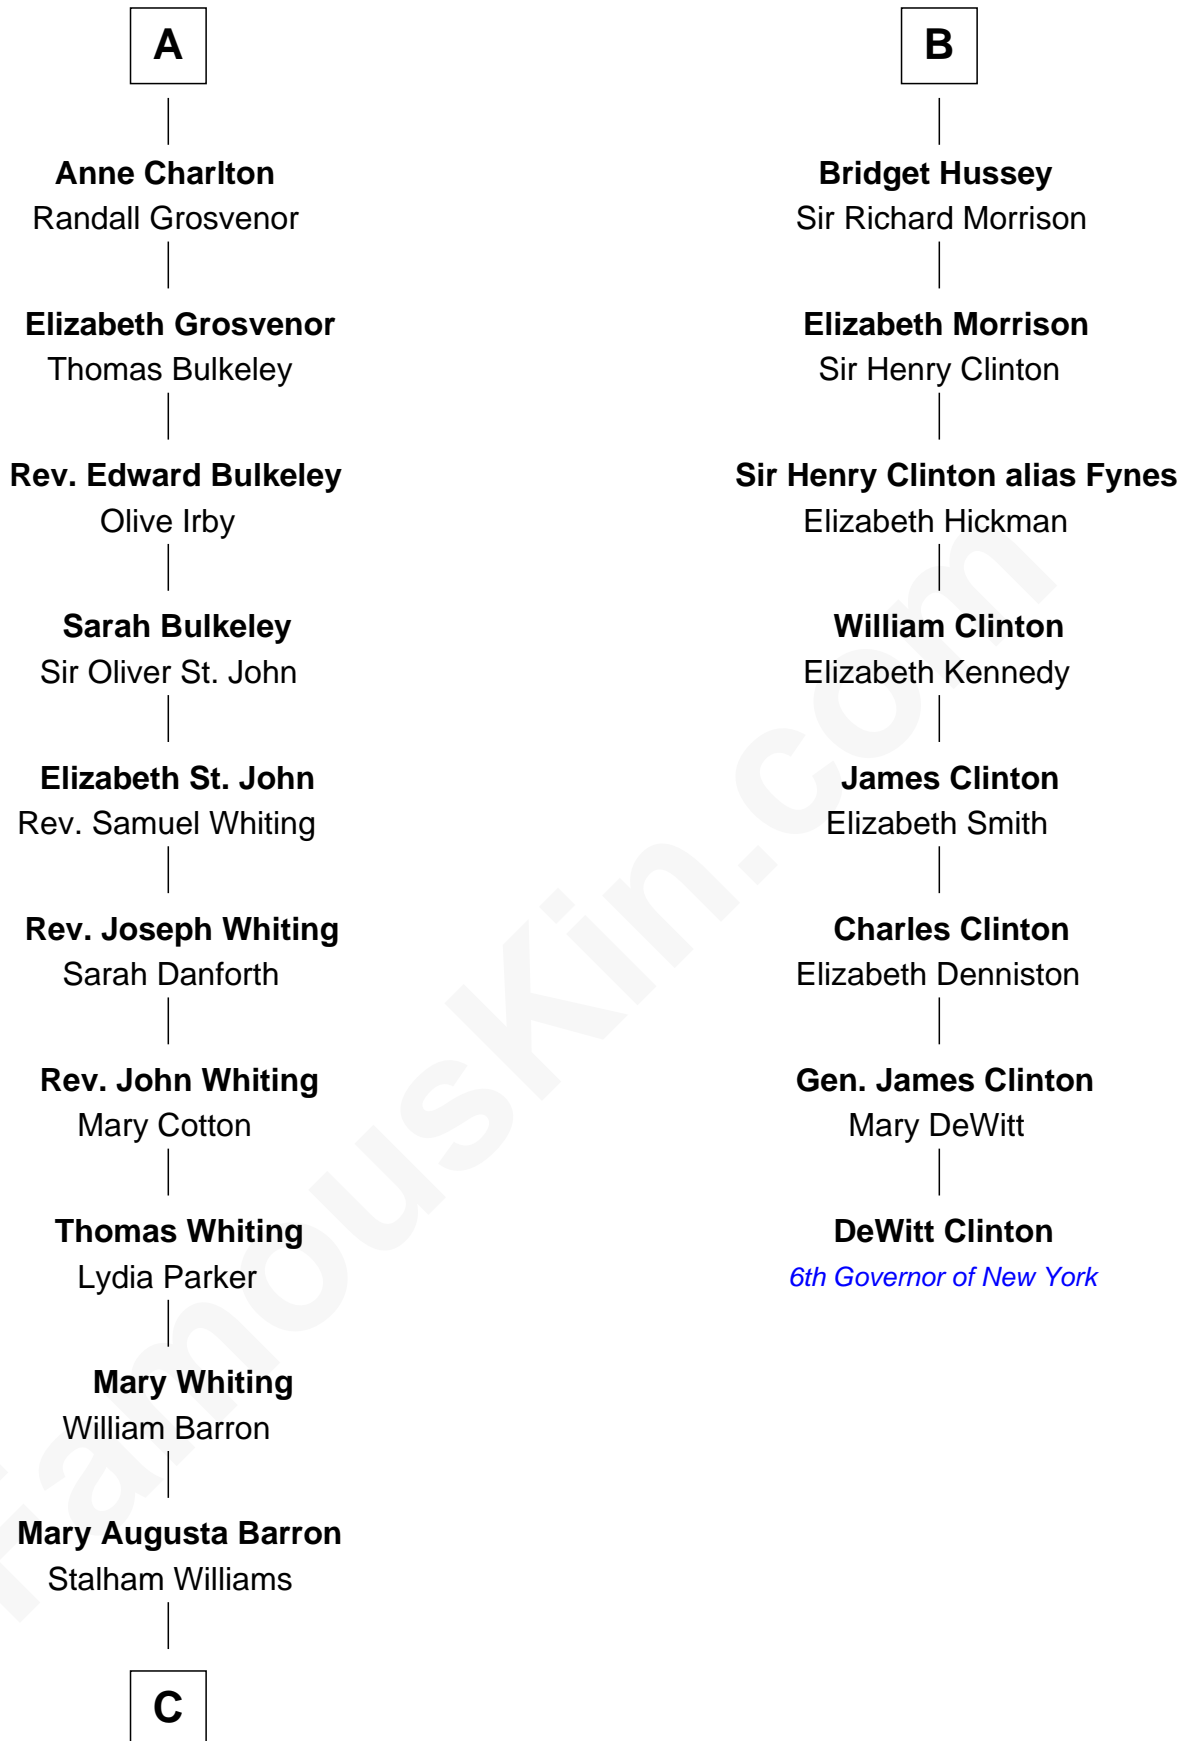 A
Anne Charlton
Randall Grosvenor
Elizabeth Grosvenor
Thomas Bulkeley
Rev. Edward Bulkeley
Olive Irby
Sarah Bulkeley
Sir Oliver St. John
Elizabeth St. John
Rev. Samuel Whiting
Rev. Joseph Whiting
Sarah Danforth
Rev. John Whiting
Mary Cotton
Thomas Whiting
Lydia Parker
Mary Whiting
William Barron
Mary Augusta Barron
Stalham Williams
C
B
Bridget Hussey
Sir Richard Morrison
Elizabeth Morrison
Sir Henry Clinton
Sir Henry Clinton alias Fynes
Elizabeth Hickman
William Clinton
Elizabeth Kennedy
James Clinton
Elizabeth Smith
Charles Clinton
Elizabeth Denniston
Gen. James Clinton
Mary DeWitt
DeWitt Clinton
6th Governor of New York
FamousKin.com